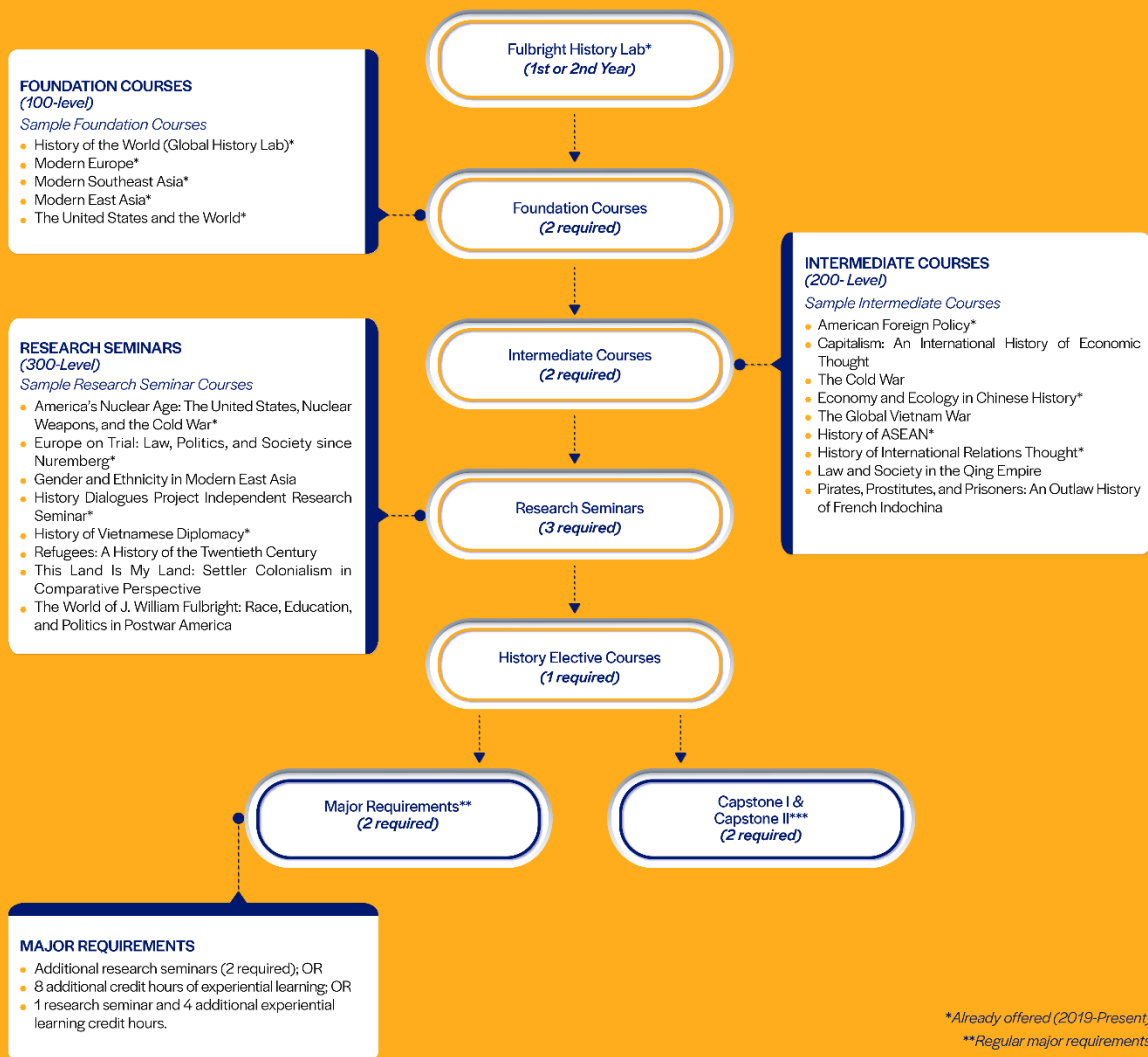 Fulbright History Lab*
(1st or 2nd Year)
FOUNDATION COURSES
(100-level)
Sample Foundation Courses
History of the World (Global History Lab)*
Modern Europe*
Modern Southeast Asia*
Modern East Asia*
The United States and the World*
Foundation Courses
(2 required)
INTERMEDIATE COURSES
(200- Level)
Sample Intermediate Courses
American Foreign Policy*
Capitalism: An International History of Economic
Thought
The Cold War
Economy and Ecology in Chinese History*
The Global Vietnam War
History of ASEAN*
History of International Relations Thought*
Law and Society in the Qing Empire
Pirates, Prostitutes, and Prisoners: An Outlaw History
of French Indochina
Intermediate Courses
(2 required)
RESEARCH SEMINARS
(300-Level)
Sample Research Seminar Courses
America's Nuclear Age: The United States, Nuclear
Weapons, and the Cold War*
Europe on Trial: Law, Politics, and Society since
Nuremberg*
Gender and Ethnicity in Modern East Asia
History Dialogues Project Independent Research
Seminar*
History of Vietnamese Diplomacy*
Refugees: A History of the Twentieth Century
This Land Is My Land: Settler Colonialism in
Comparative Perspective
The World of J. William Fulbright: Race, Education,
and Politics in Postwar America
Research Seminars
(3 required)
History Elective Courses
(1 required)
Major Requirements**
(2 required)
Capstone I &
Capstone II***
(2 required)
MAJOR REQUIREMENTS
Additional research seminars (2 required); OR
8 additional credit hours of experiential learning; OR
1 research seminar and 4 additional experiential
learning credit hours.
*Already offered (2019-Present)
**Regular major requirements